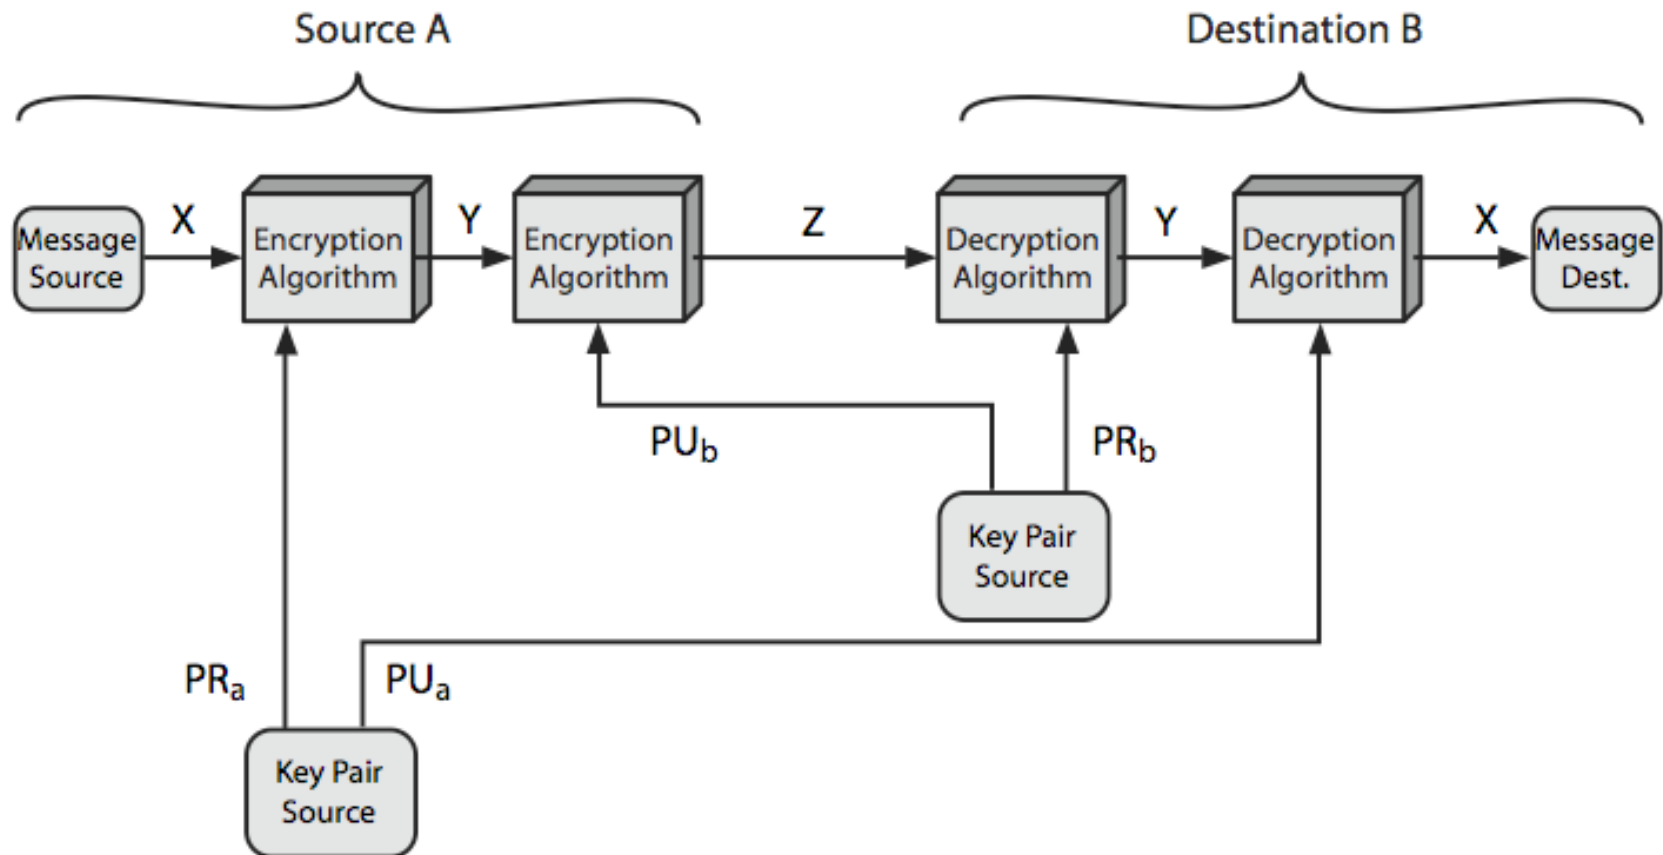 Source A
Destination B
X
Y
Z
Y
X
Message
Source
Encryption
Algorithm
Encryption
Algorithm
Decryption
Algorithm
Decryption
Algorithm
Message
Dest.
PUb
PRb
Key Pair
Source
PRa
PUa
Key Pair
Source